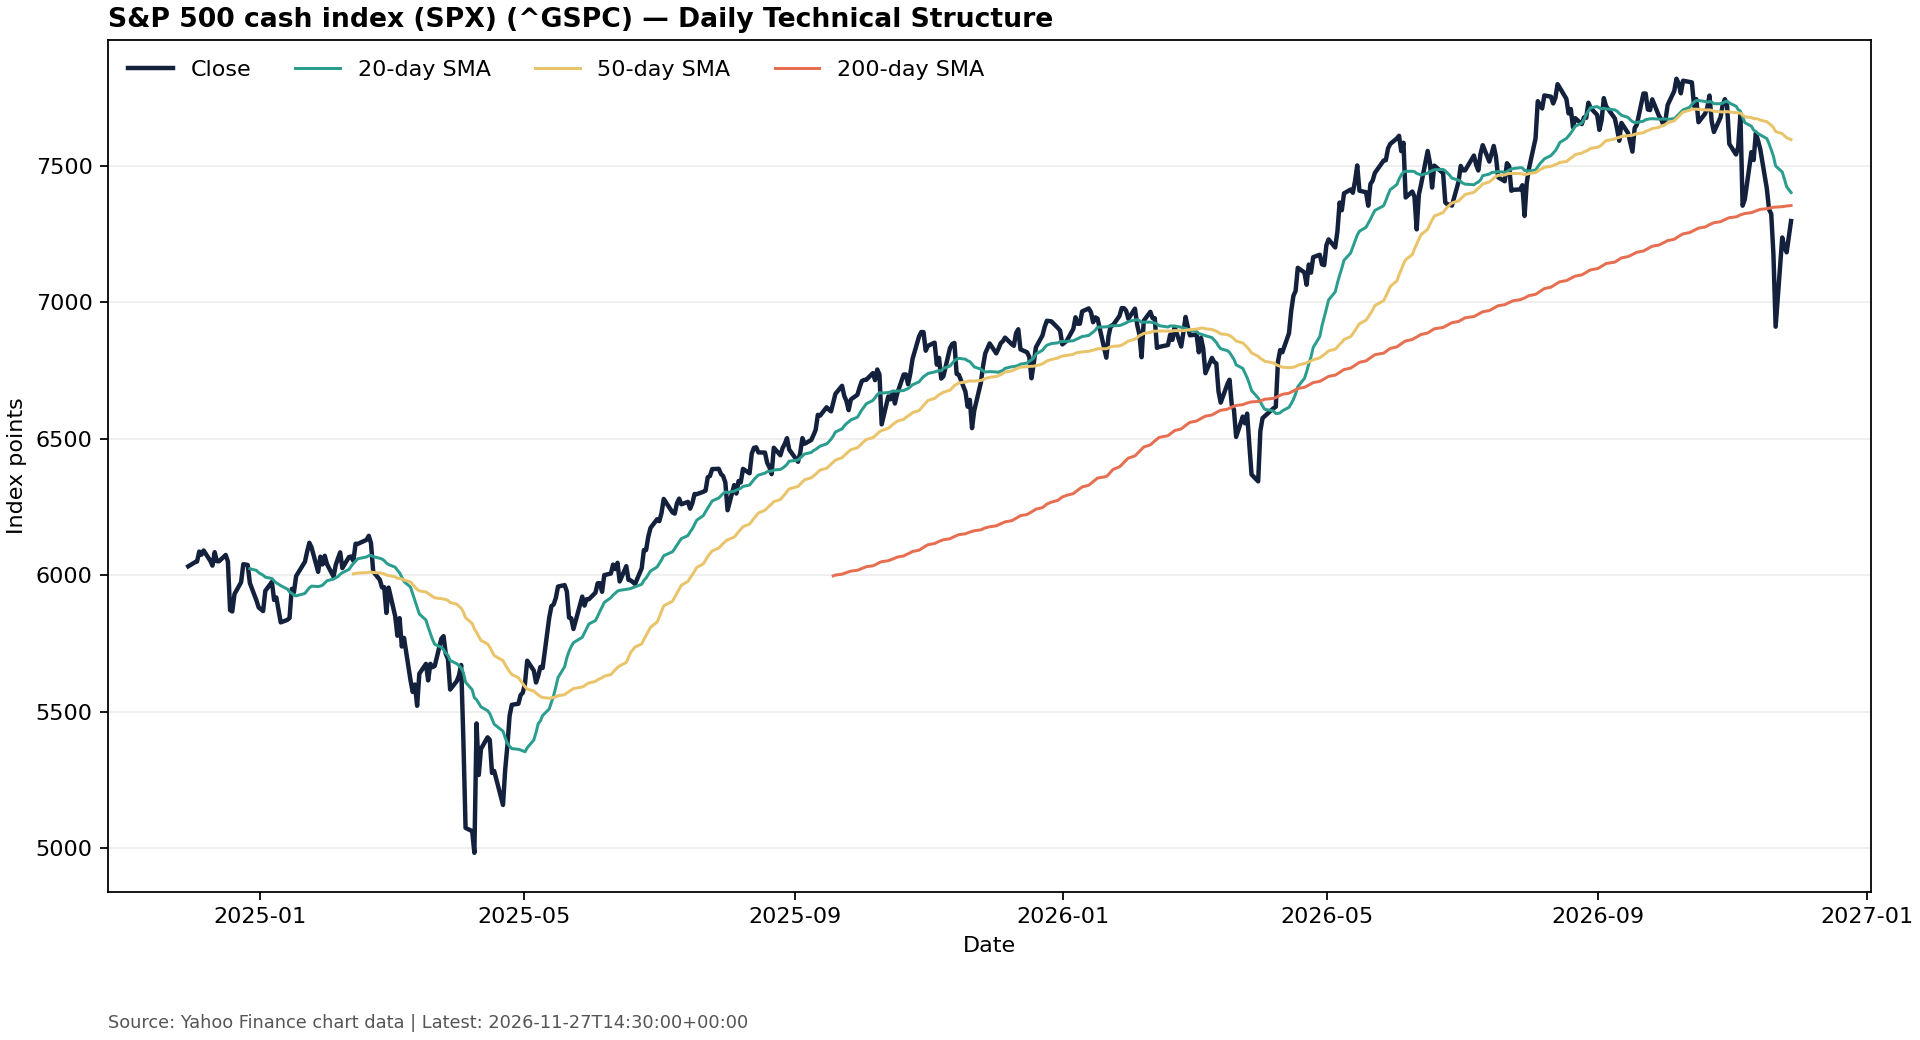 S&P 500 cash index (SPX) (^GSPC) — Daily Technical Structure
Close 20-day SMA 50-day SMA 200-day SMA
Index points
7500
7000
6500
6000
5500
5000
2025-01 2025-05 2025-09 2026-01 2026-05 2026-09 2027-01
Date
Source: Yahoo Finance chart data | Latest: 2026-11-27T14:30:00+00:00